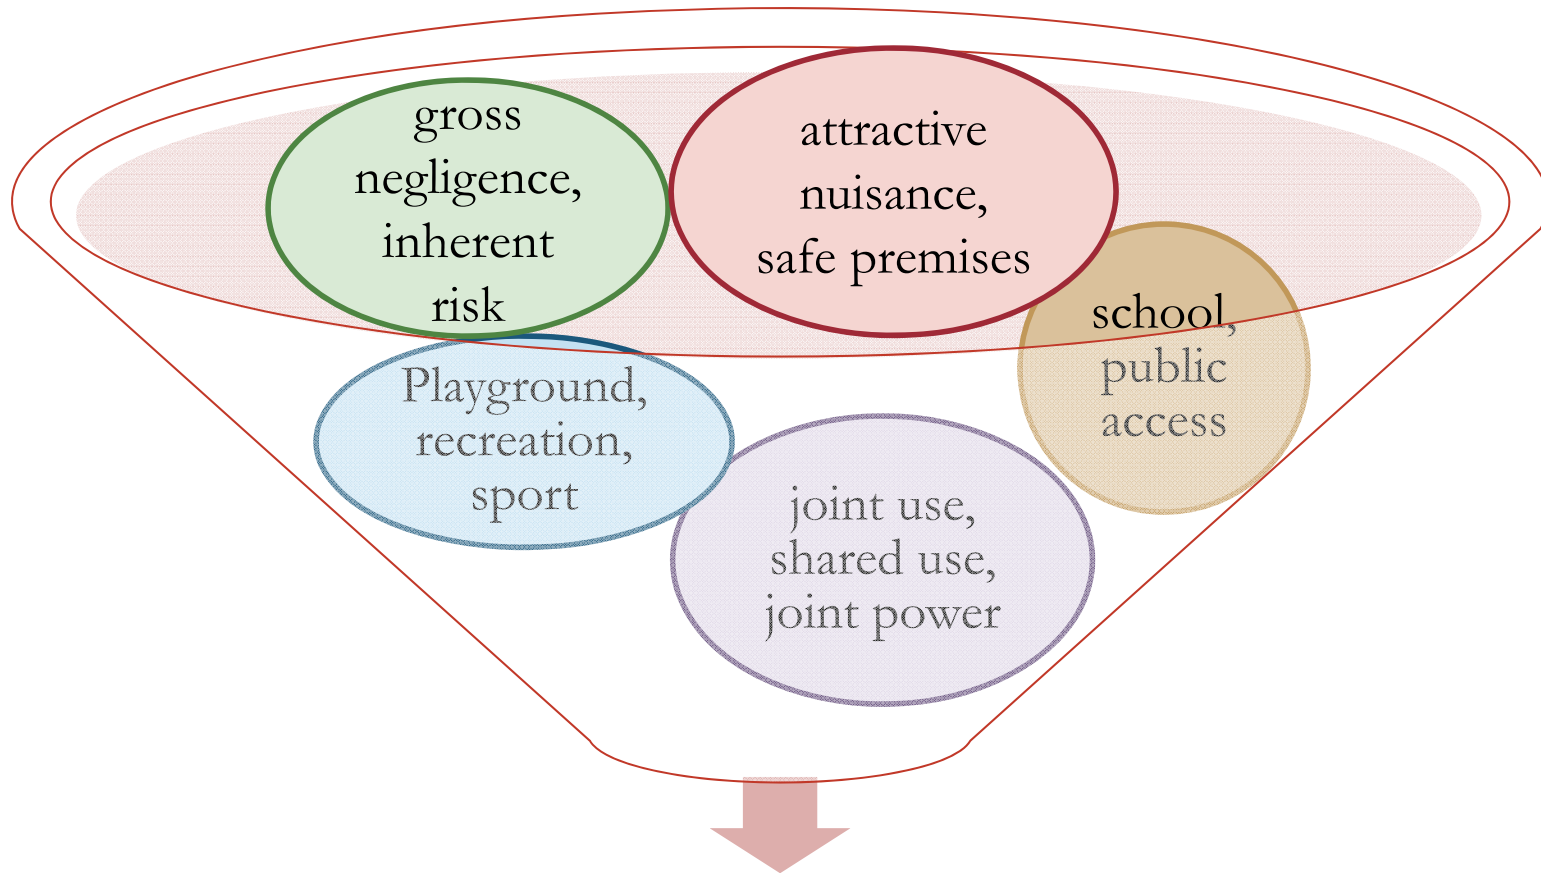 gross
negligence,
inherent
risk
attractive
nuisance,
safe premises
school,
public
access
Playground,
recreation,
sport
joint use,
shared use,
joint power